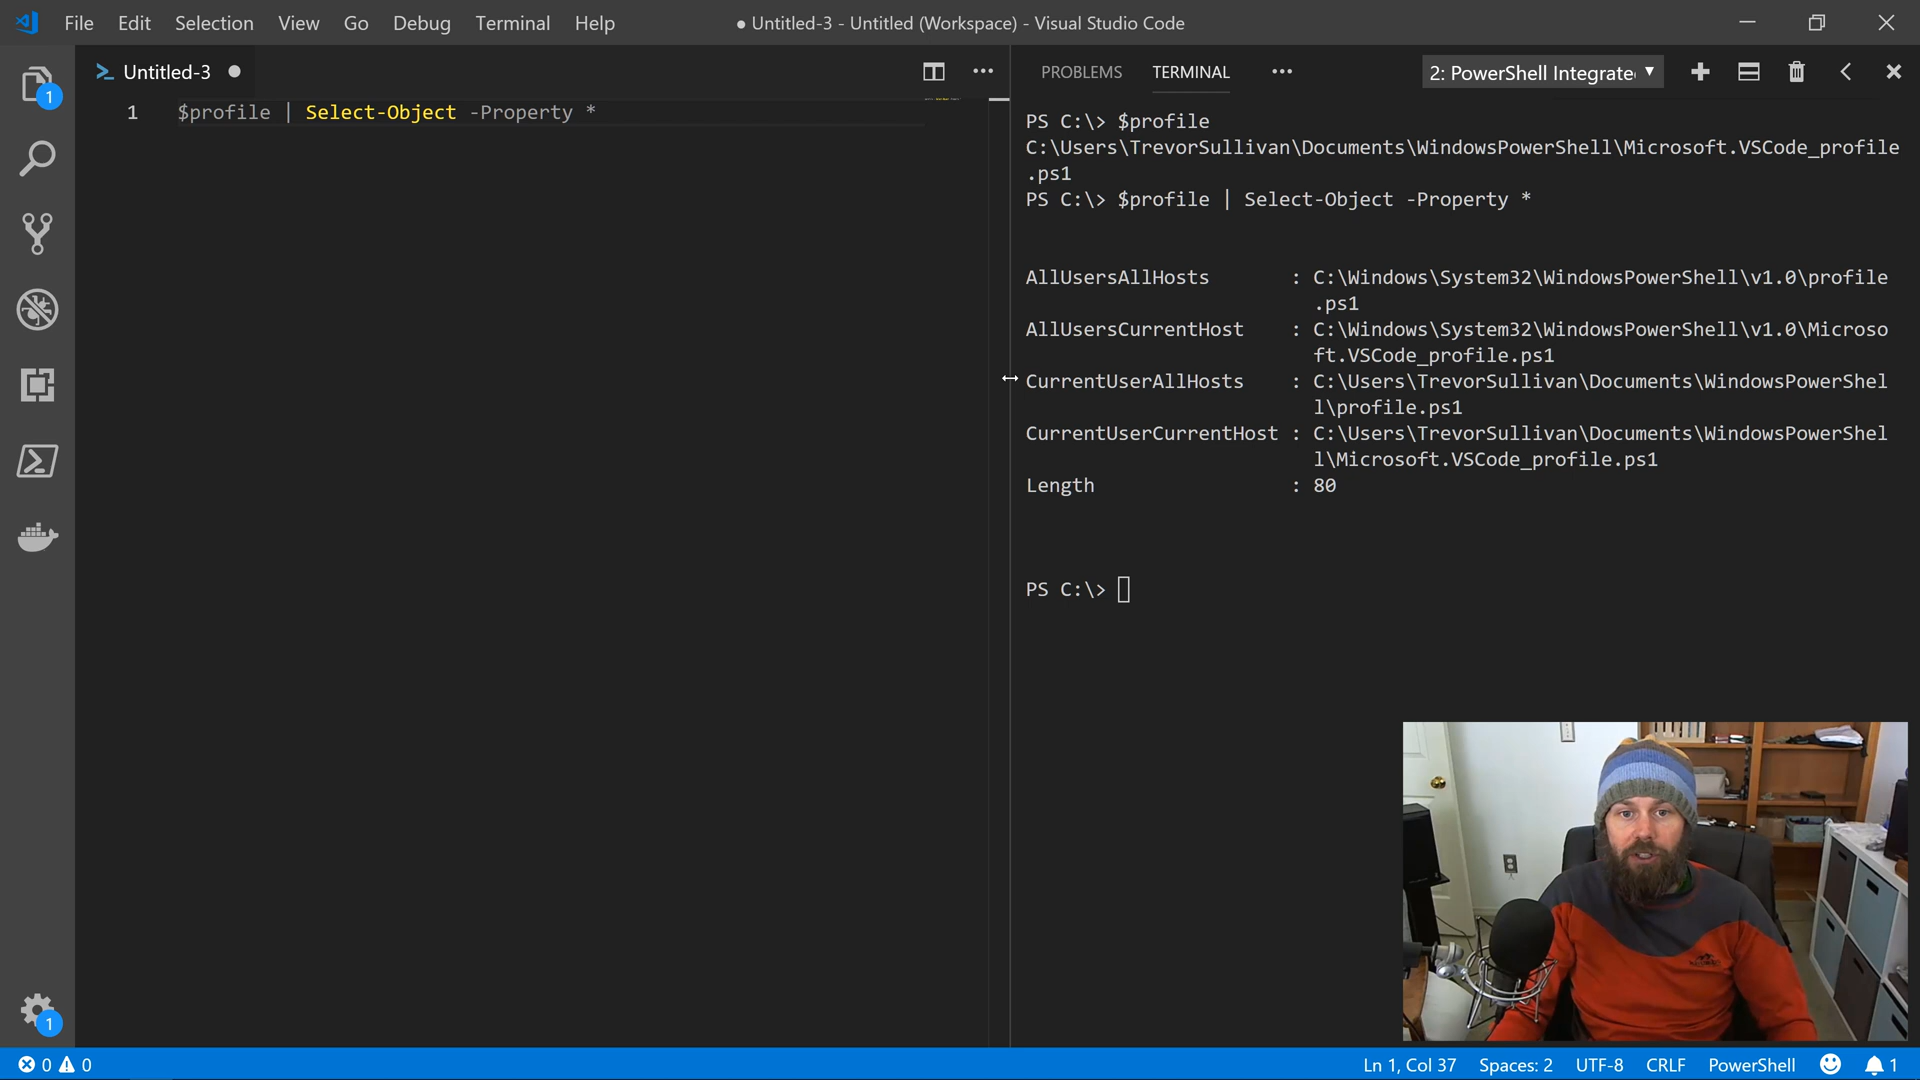 File Edit Selection View Go Debug Terminal Help
● Untitled-3 - Untitled (Workspace) - Visual Studio Code
Untitled-3
1 $profile | Select-Object -Property *
PROBLEMS TERMINAL
2: PowerShell Integrate
PS C:\> $profile
C:\Users\TrevorSullivan\Documents\WindowsPowerShell\Microsoft.VSCode_profile
.ps1
PS C:\> $profile | Select-Object -Property *
AllUsersAllHosts : C:\Windows\System32\WindowsPowerShell\v1.0\profile
.ps1
AllUsersCurrentHost : C:\Windows\System32\WindowsPowerShell\v1.0\Microso
ft.VSCode_profile.ps1
CurrentUserAllHosts : C:\Users\TrevorSullivan\Documents\WindowsPowerShel
l\profile.ps1
CurrentUserCurrentHost : C:\Users\TrevorSullivan\Documents\WindowsPowerShel
l\Microsoft.VSCode_profile.ps1
Length : 80
PS C:\>
1
1
0 0
Ln 1, Col 37 Spaces: 2 UTF-8 CRLF PowerShell 1